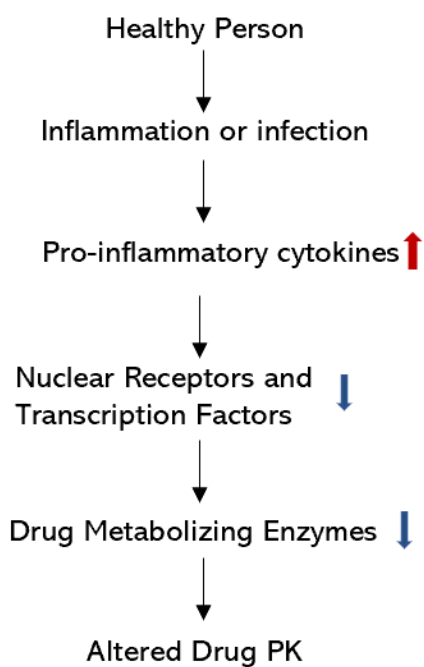 Healthy Person
Inflammation or infection
Pro-inflammatory cytokines
Nuclear Receptors and
Transcription Factors
Drug Metabolizing Enzymes
Altered Drug PK